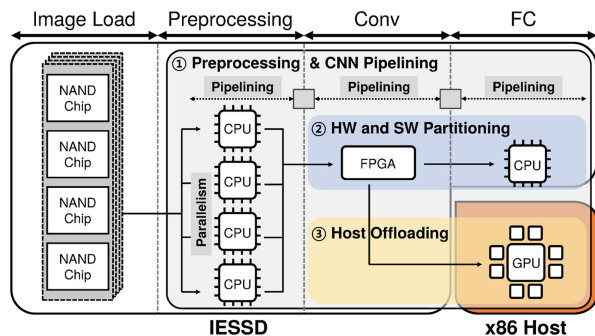 Image Load
Preprocessing
Conv
FC
① Preprocessing & CNN Pipelining
Pipelining
Pipelining
Pipelining
NAND
Chip
NAND
Chip
NAND
Chip
NAND
Chip
Parallelism
CPU
CPU
CPU
CPU
② HW and SW Partitioning
FPGA
CPU
③ Host Offloading
GPU
IESSD
x86 Host